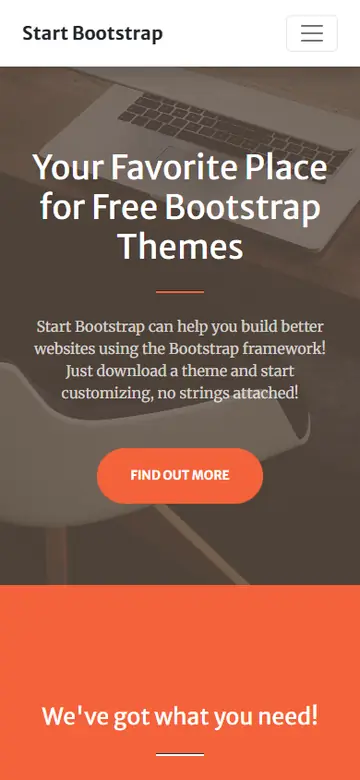 Start Bootstrap
Your Favorite Place
for Free Bootstrap
Themes
Start Bootstrap can help you build better
websites using the Bootstrap framework!
Just download a theme and start
customizing, no strings attached!
FIND OUT MORE
We've got what you need!